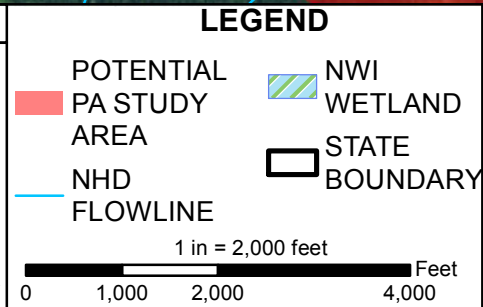 LEGEND
POTENTIAL
PA STUDY
AREA
NHD
FLOWLINE
NWI
WETLAND
STATE
BOUNDARY
1 in = 2,000 feet
Feet
0 1,000 2,000 4,000